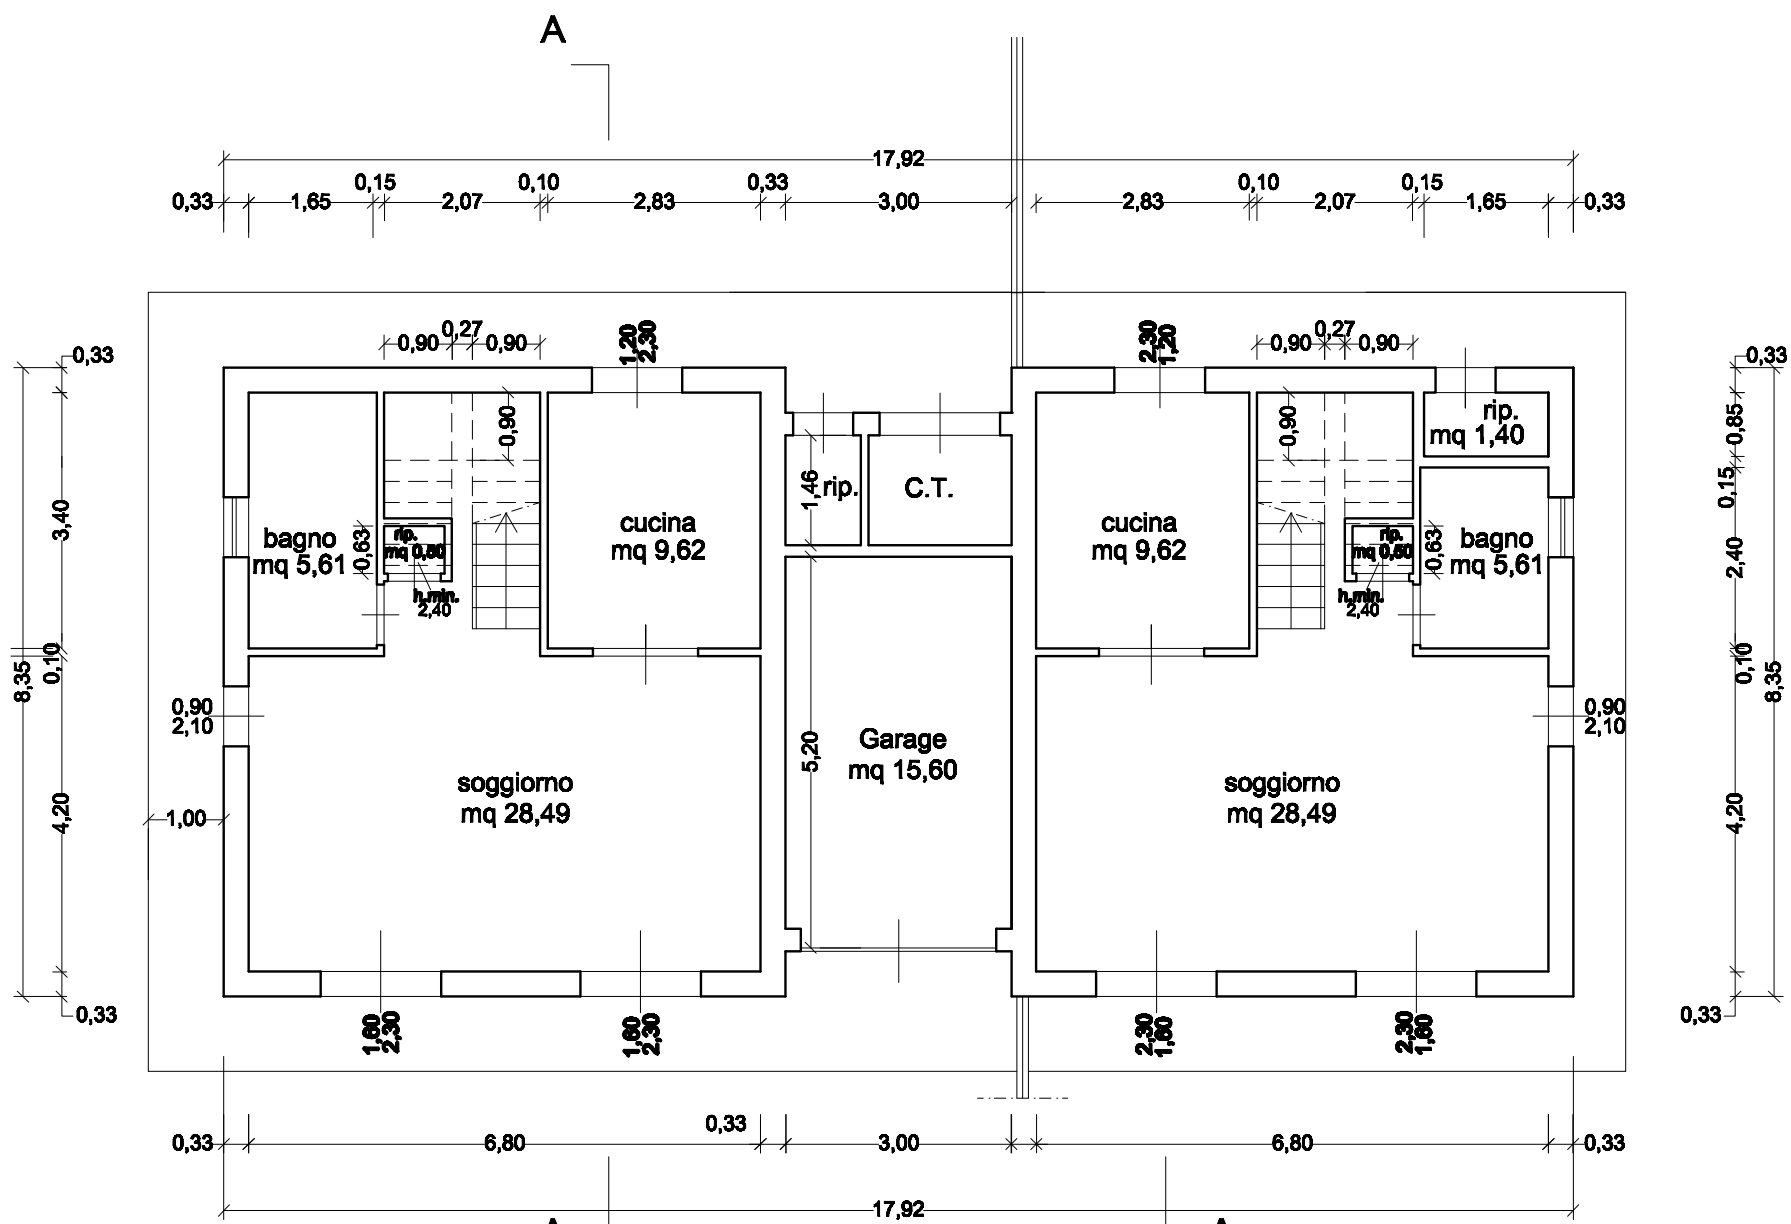 A
17,92
0,15 0,10 0,33 0,10 0,15
0,33 1,65 2,07 2,83 3,00 2,83 2,07 1,65 0,33
0,27 0,27
0,90 0,90 1,20 2,30 2,30 1,20 0,90 0,90
0,33 0,33
0,90 0,90
rip.
mq 1,40
0,85
1,46
rip.
C.T.
0,15
3,40
bagno
mq 5,61
0,63
rip.
mq 0,50
h.min.
2,40
cucina
mq 9,62
cucina
mq 9,62
rip.
mq 0,50
h.min.
2,40
0,63
bagno
mq 5,61
2,40
8,35
0,10
0,10
8,35
0,90
2,10
0,90
2,10
5,20
Garage
mq 15,60
soggiorno
mq 28,49
soggiorno
mq 28,49
4,20
1,00
4,20
0,33 0,33
1,60 2,30 1,60 2,30 2,30 1,60 2,30 1,60
0,33
0,33 6,80 3,00 6,80 0,33
17,92